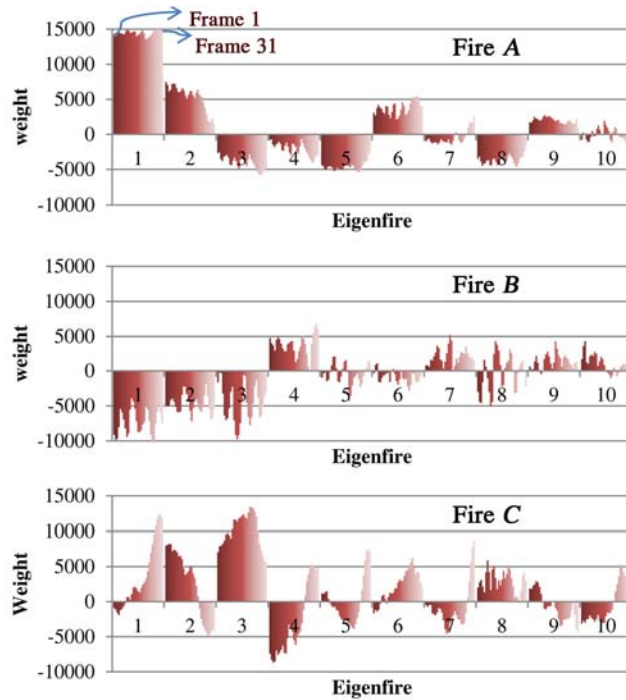 Frame 1
Frame 31
Fire A
15000
10000
5000
0
-5000
-10000
weight
1 2 3 4 5 6 7 8 9 10
Eigenfire
Fire B
15000
10000
5000
0
-5000
-10000
weight
1 2 3 4 5 6 7 8 9 10
Eigenfire
Fire C
15000
10000
5000
0
-5000
-10000
Weight
1 2 3 4 5 6 7 8 9 10
Eigenfire